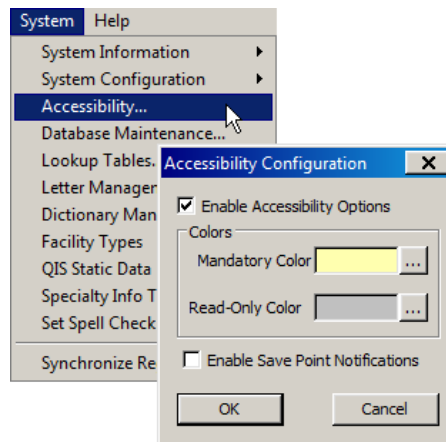 System Help
System Information
System Configuration
Accessibility...
Database Maintenance...
Lookup Tables.
Letter Manager
Dictionary Man
Facility Types
QIS Static Data
Specialty Info T
Set Spell Check
Synchronize Re
Accessibility Configuration X
Enable Accessibility Options
Colors
Mandatory Color ...
Read-Only Color ...
Enable Save Point Notifications
OK Cancel